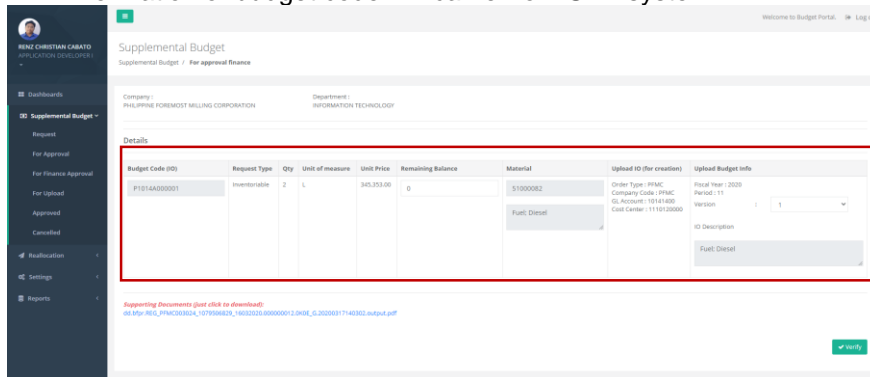 RENZ CHRISTIAN CABATO
APPLICATION DEVELOPER I
Welcome to Budget Portal.
Supplemental Budget
Supplemental Budget / For approval finance
Dashboards
Supplemental Budget
Request
For Approval
For Finance Approval
For Upload
Approved
Cancelled
Reallocation
Settings
Reports
Company :
PHILIPPINE FOREMOST MILLING CORPORATION
Department :
INFORMATION TECHNOLOGY
Details
Budget Code (IO) Request Type Qty Unit of measure Unit Price Remaining Balance Material Upload IO (for creation) Upload Budget Info
P1014A000001 Inventoriable 2 L 345,353.00 0 51000082
Fuel: Diesel
Order Type : PFMC
Company Code : PFMC
GL Account : 10141400
Cost Center : 1110120000
Fiscal Year : 2020
Period : 11
Version : 1
IO Description
Fuel: Diesel
Supporting Documents (just click to download):
Verify